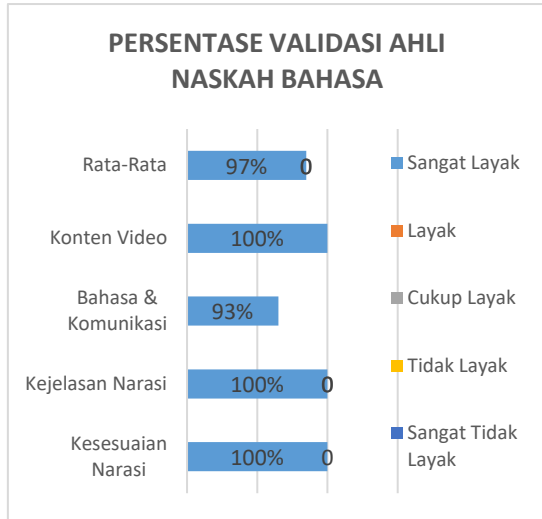 PERSENTASE VALIDASI AHLI
NASKAH BAHASA
Rata-Rata
97%
0
Konten Video
100%
Bahasa &
Komunikasi
93%
Kejelasan Narasi
100%
0
Kesesuaian
Narasi
100%
0
Sangat Layak
Layak
Cukup Layak
Tidak Layak
Sangat Tidak
Layak